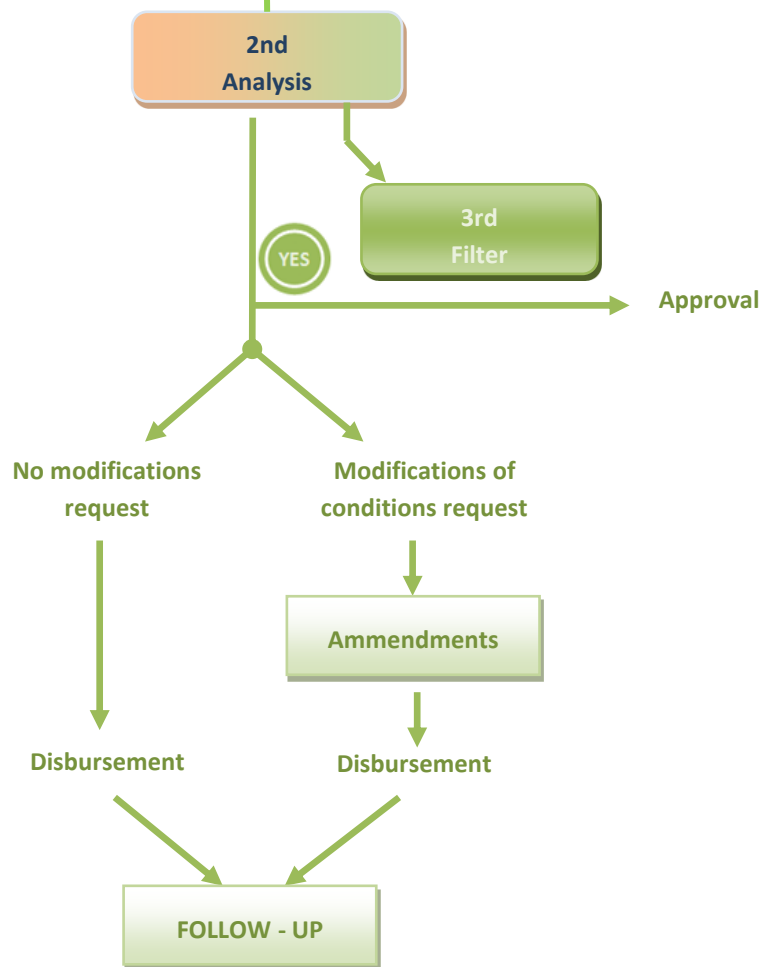 2nd
Analysis
3rd
Filter
YES
Approval
No modifications
request
Modifications of
conditions request
Ammendments
Disbursement
Disbursement
FOLLOW - UP